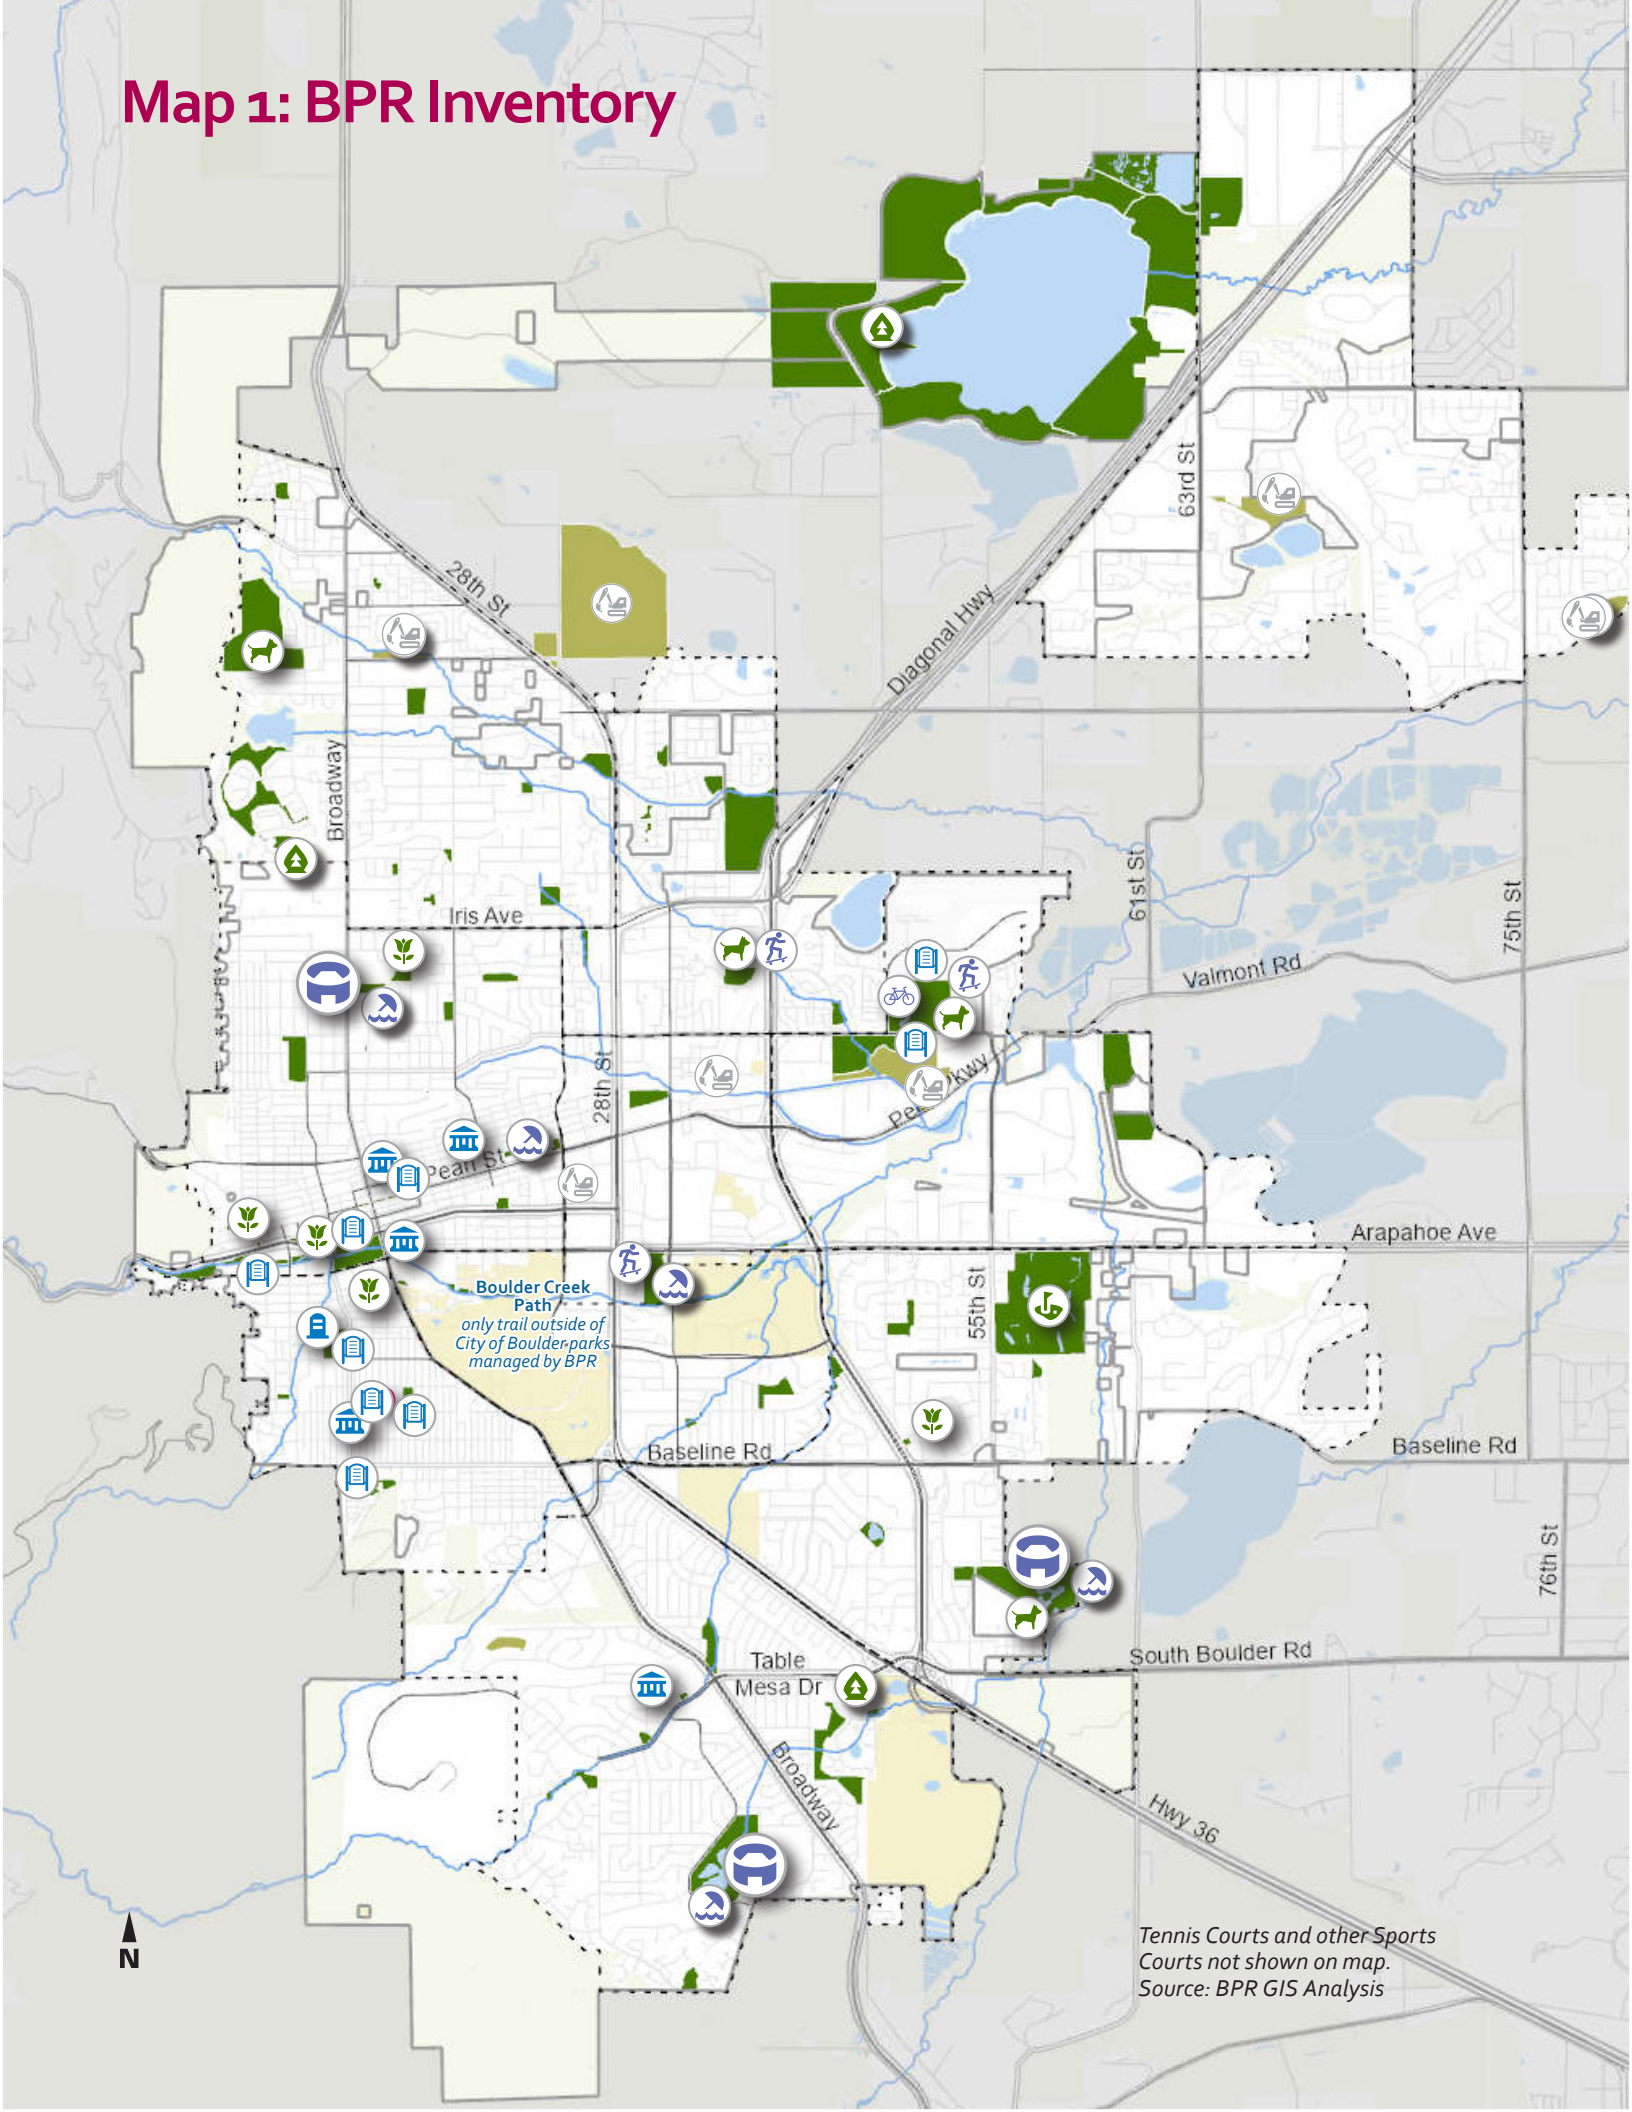 Map 1: BPR Inventory
63rd St
28th St
Diagonal Hwy
Broadway
61st St
75th St
Iris Ave
Valmont Rd
28th St
Pearl St
Arapahoe Ave
Boulder Creek
Path
only trail outside of
City of Boulder parks
managed by BPR
55th St
Baseline Rd
Baseline Rd
76th St
Table
Mesa Dr
South Boulder Rd
Broadway
Hwy 36
N
Tennis Courts and other Sports
Courts not shown on map.
Source: BPR GIS Analysis